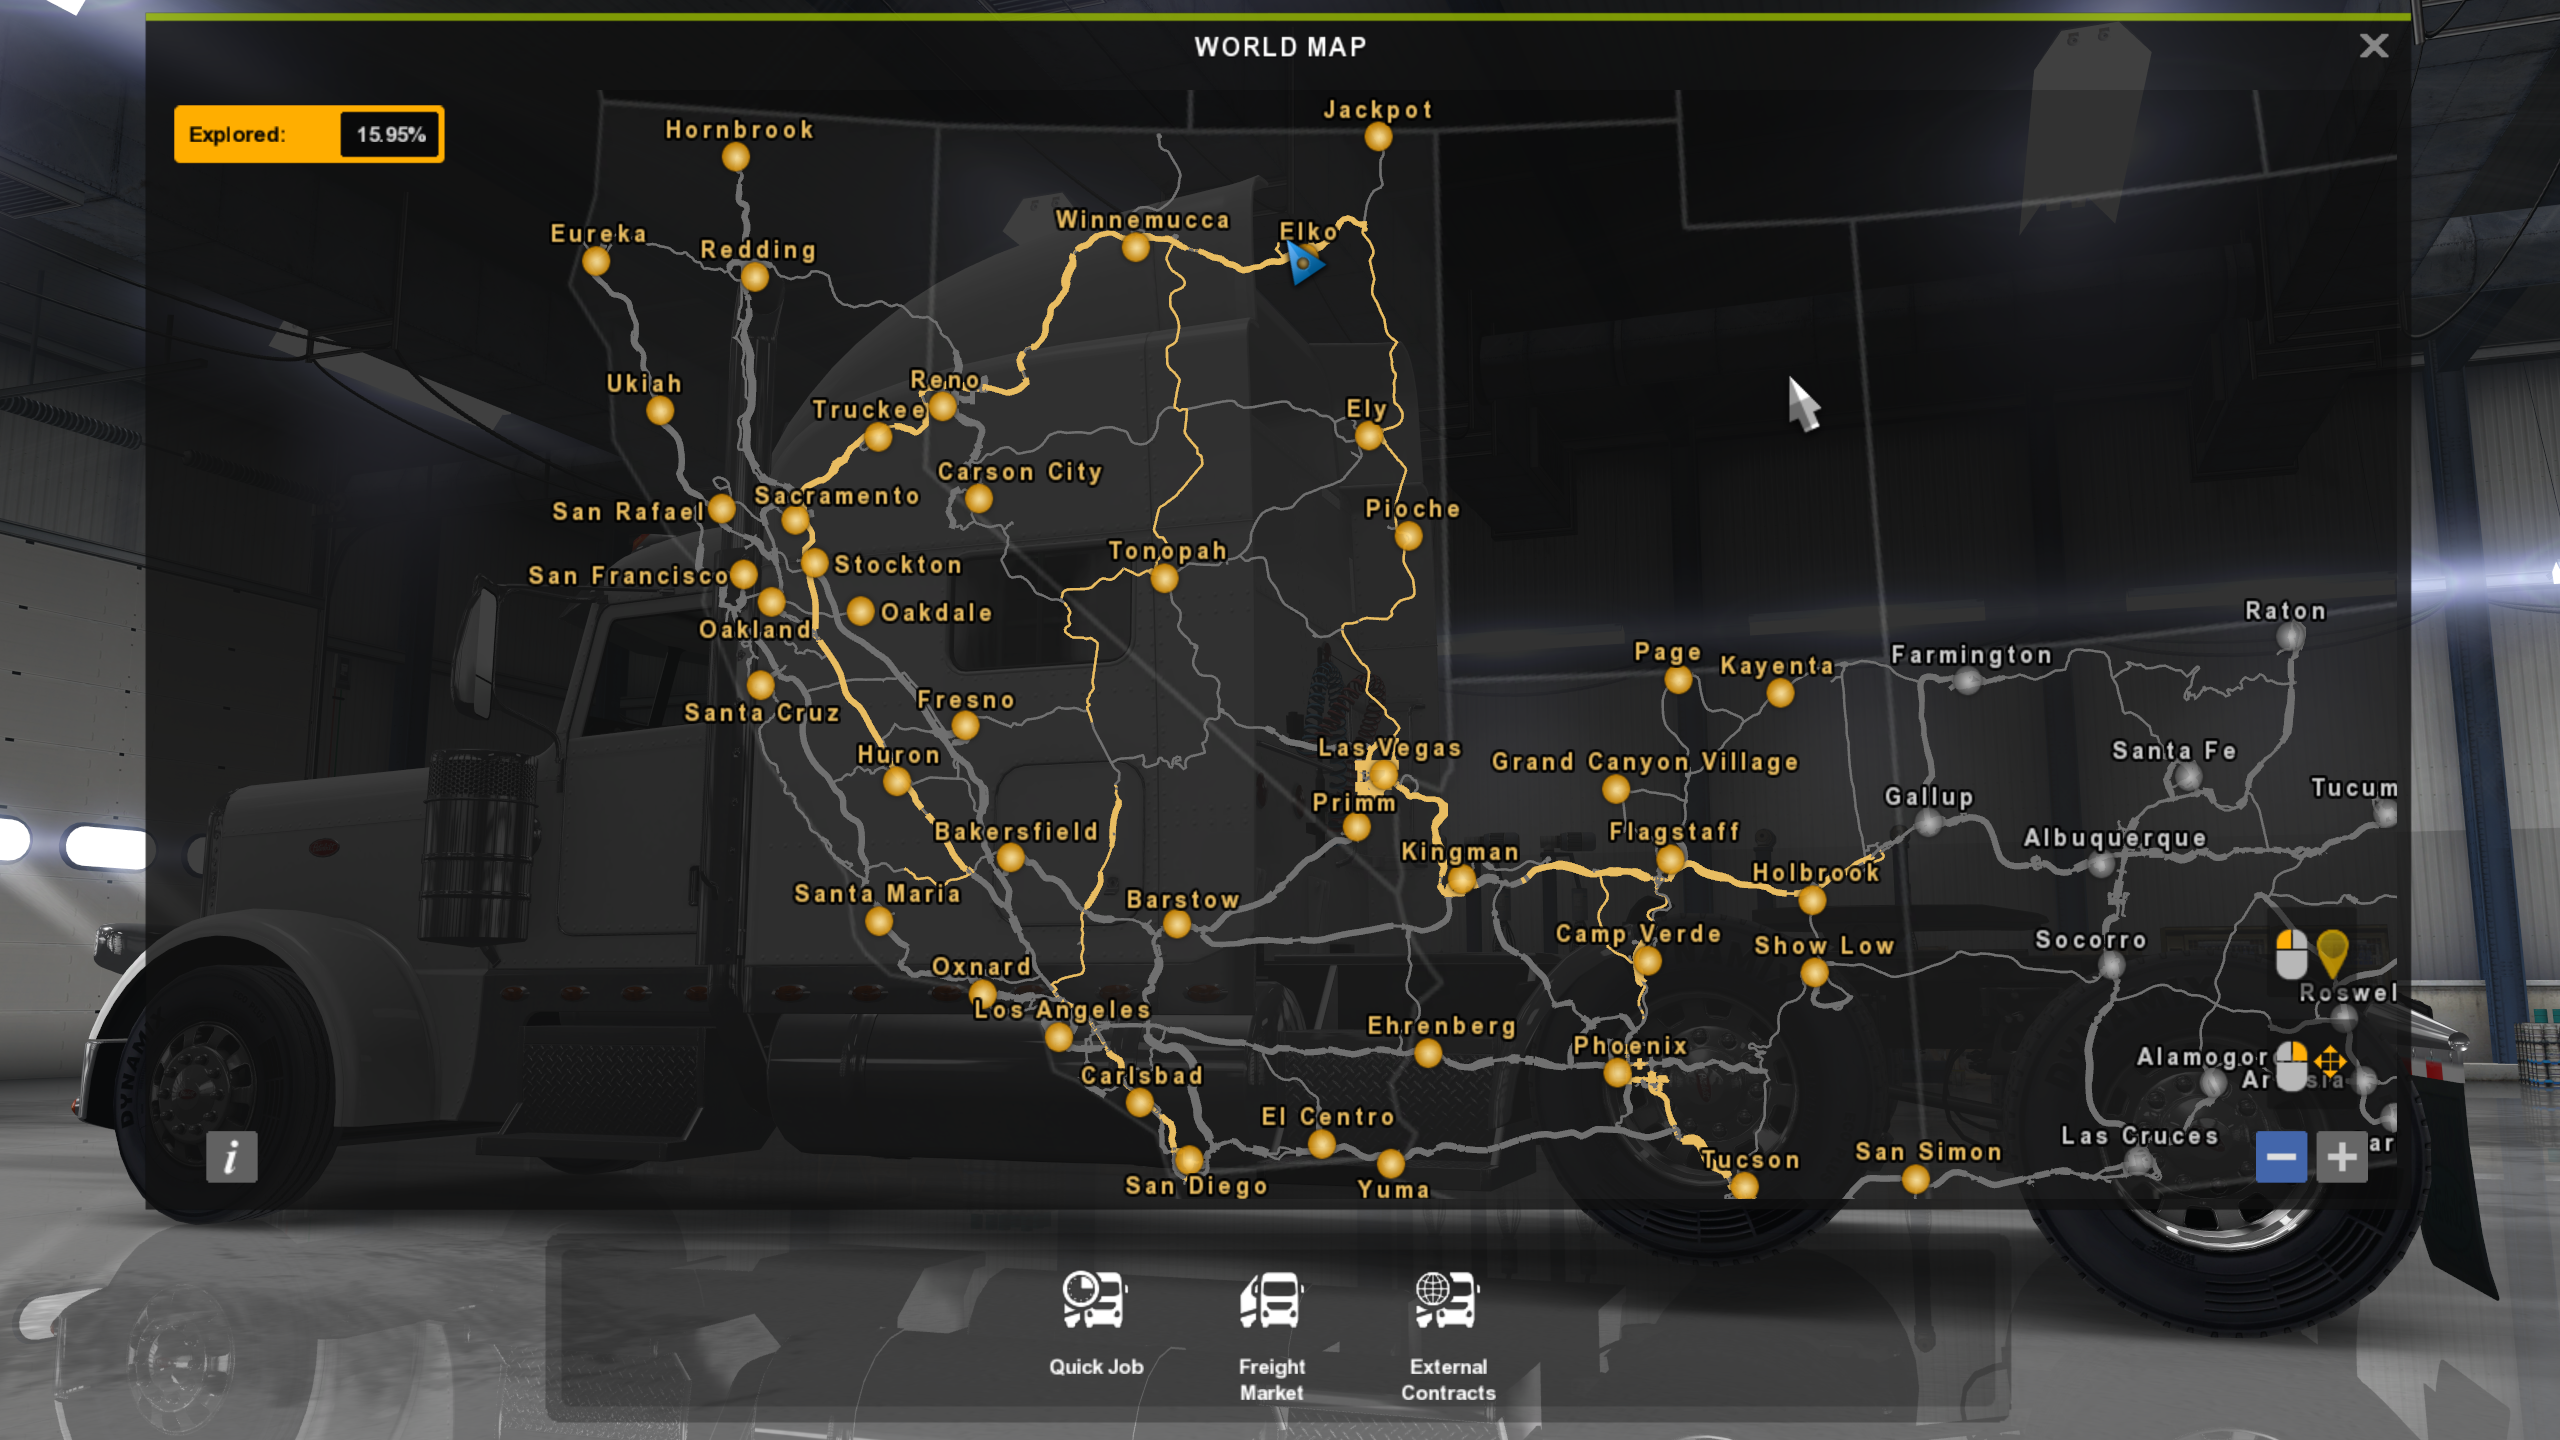 WORLD MAP
Explored: 15.95%
Jackpot
Hornbrook
Winnemucca
Elko
Eureka
Redding
Ukiah
Reno
Truckee
Ely
Carson City
Sacramento
San Rafael
Pioche
Tonopah
Stockton
San Francisco
Oakdale
Raton
Oakland
Page
Kayenta
Farmington
Fresno
Santa Cruz
Las Vegas
Huron
Grand Canyon Village
Santa Fe
Tucum
Primm
Gallup
Bakersfield
Flagstaff
Albuquerque
Kingman
Holbrook
Santa Maria
Barstow
Camp Verde
Show Low
Socorro
Oxnard
Roswel
Los Angeles
Ehrenberg
Phoenix
Alamogor
Carlsbad
El Centro
Las Cruces
ar
San Simon
Tucson
San Diego
Yuma
i
Quick Job
Freight
Market
External
Contracts
DYNAM